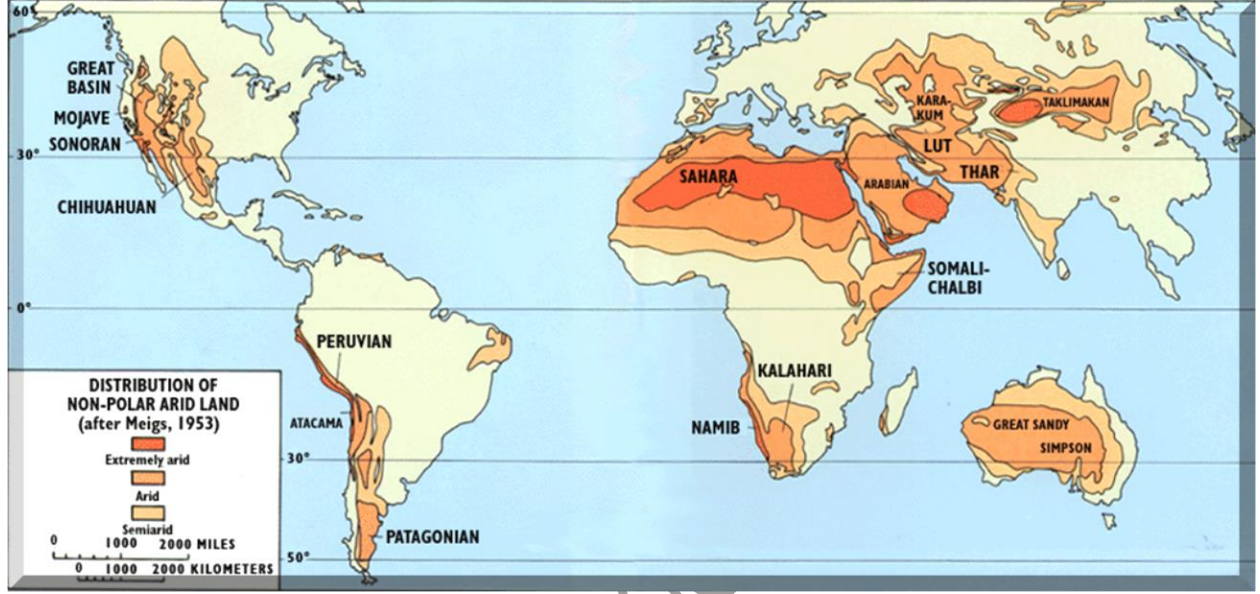 60°
GREAT
BASIN
MOJAVE
SONORAN
30°
CHIHUAHUAN
0°
PERUVIAN
ATACAMA
30°
PATAGONIAN
50°
SAHARA
ARABIAN
KARA-
KUM
TAKLIMAKAN
LUT
THAR
SOMALI-
CHALBI
KALAHARI
NAMIB
GREAT SANDY
SIMPSON
DISTRIBUTION OF
NON-POLAR ARID LAND
(after Meigs, 1953)
Extremely arid
Arid
Semiarid
0 1000 2000 MILES
0 1000 2000 KILOMETERS